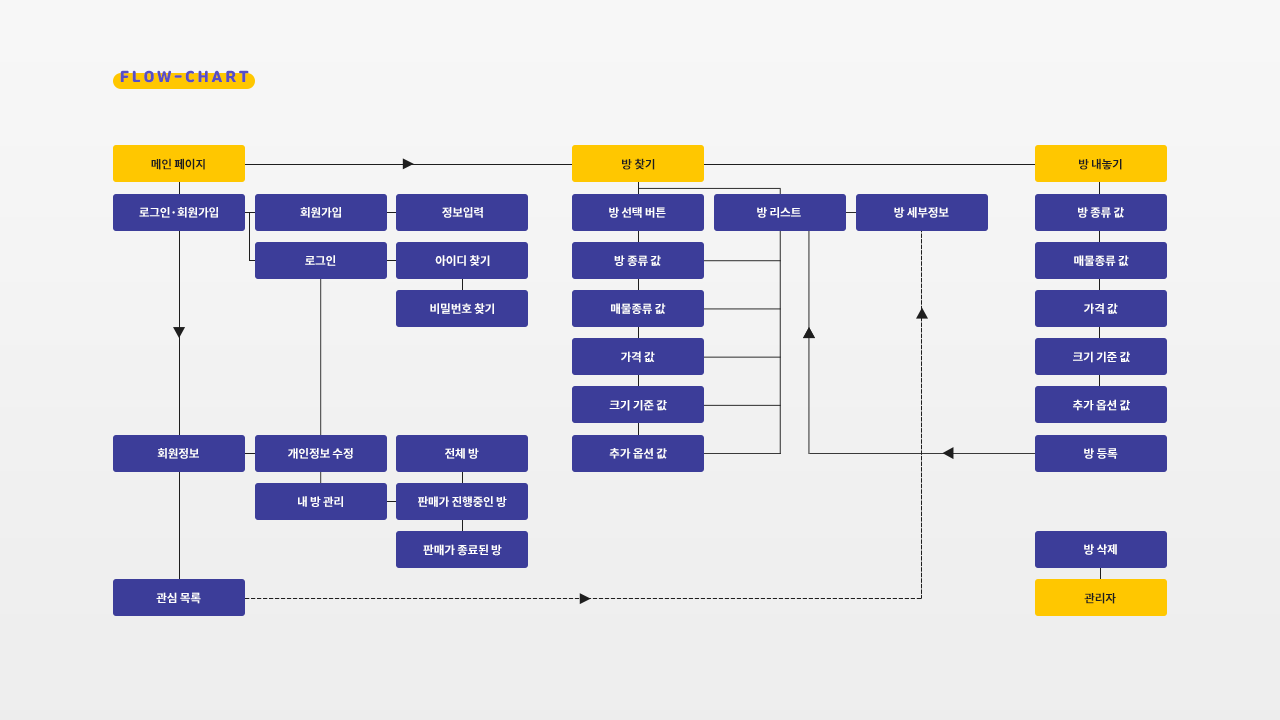 FLOW-CHART
메인 페이지
방 찾기
방 내놓기
로그인·회원가입
회원가입
정보입력
방 선택 버튼
방 리스트
방 세부정보
방 종류 값
로그인
아이디 찾기
방 종류 값
매물종류 값
비밀번호 찾기
매물종류 값
가격 값
가격 값
크기 기준 값
크기 기준 값
추가 옵션 값
회원정보
개인정보 수정
전체 방
추가 옵션 값
방 등록
내 방 관리
판매가 진행중인 방
판매가 종료된 방
방 삭제
관심 목록
관리자